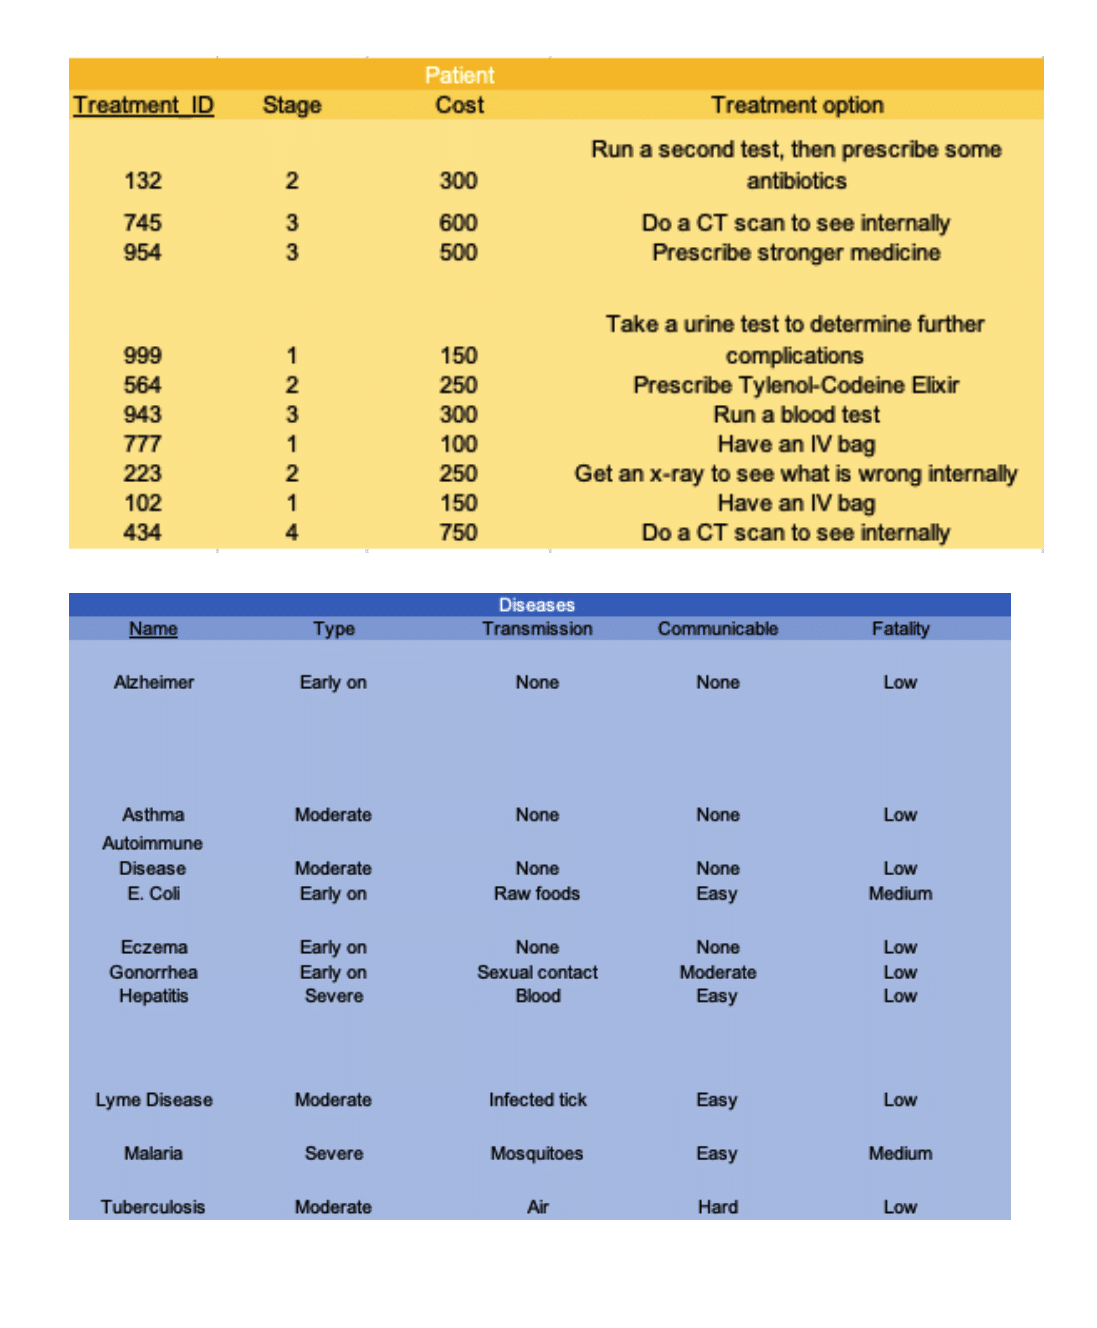 Patient
Treatment_ID Stage Cost Treatment option
Run a second test, then prescribe some
132 2 300 antibiotics
745 3 600 Do a CT scan to see internally
954 3 500 Prescribe stronger medicine
Take a urine test to determine further
999 1 150 complications
564 2 250 Prescribe Tylenol-Codeine Elixir
943 3 300 Run a blood test
777 1 100 Have an IV bag
223 2 250 Get an x-ray to see what is wrong internally
102 1 150 Have an IV bag
434 4 750 Do a CT scan to see internally
Diseases
Name Type Transmission Communicable Fatality
Alzheimer Early on None None Low
Asthma Moderate None None Low
Autoimmune
Disease Moderate None None Low
E. Coli Early on Raw foods Easy Medium
Eczema Early on None None Low
Gonorrhea Early on Sexual contact Moderate Low
Hepatitis Severe Blood Easy Low
Lyme Disease Moderate Infected tick Easy Low
Malaria Severe Mosquitoes Easy Medium
Tuberculosis Moderate Air Hard Low